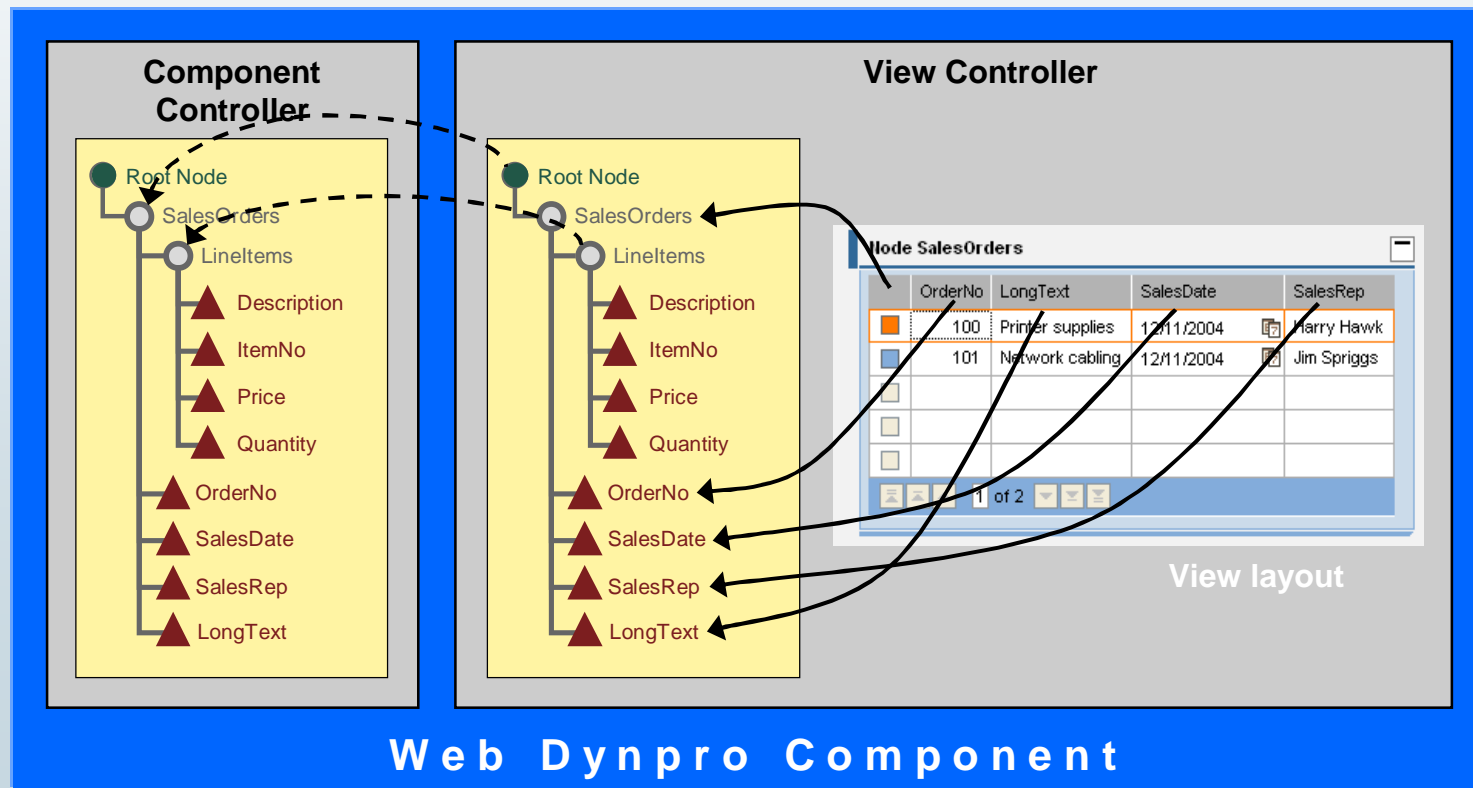 Component
Controller
Root Node
SalesOrders
LineItems
Description
ItemNo
Price
Quantity
OrderNo
SalesDate
SalesRep
LongText
View Controller
Root Node
SalesOrders
LineItems
Description
ItemNo
Price
Quantity
OrderNo
SalesDate
SalesRep
LongText
Node SalesOrders
OrderNo LongText SalesDate SalesRep
100 Printer supplies 12/11/2004 Harry Hawk
101 Network cabling 12/11/2004 Jim Spriggs
1 of 2
View layout
Web Dynpro Component